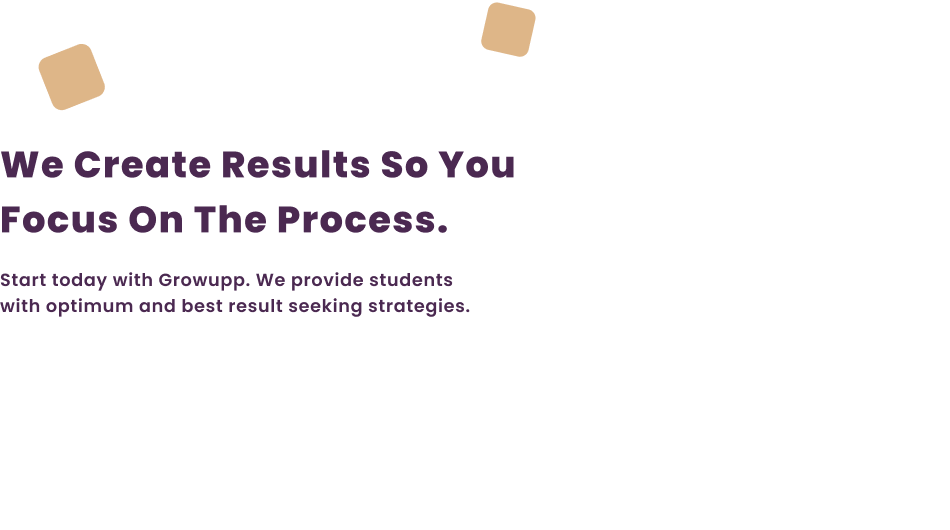 We Create Results So You
Focus On The Process.
Start today with Growupp. We provide students
with optimum and best result seeking strategies.